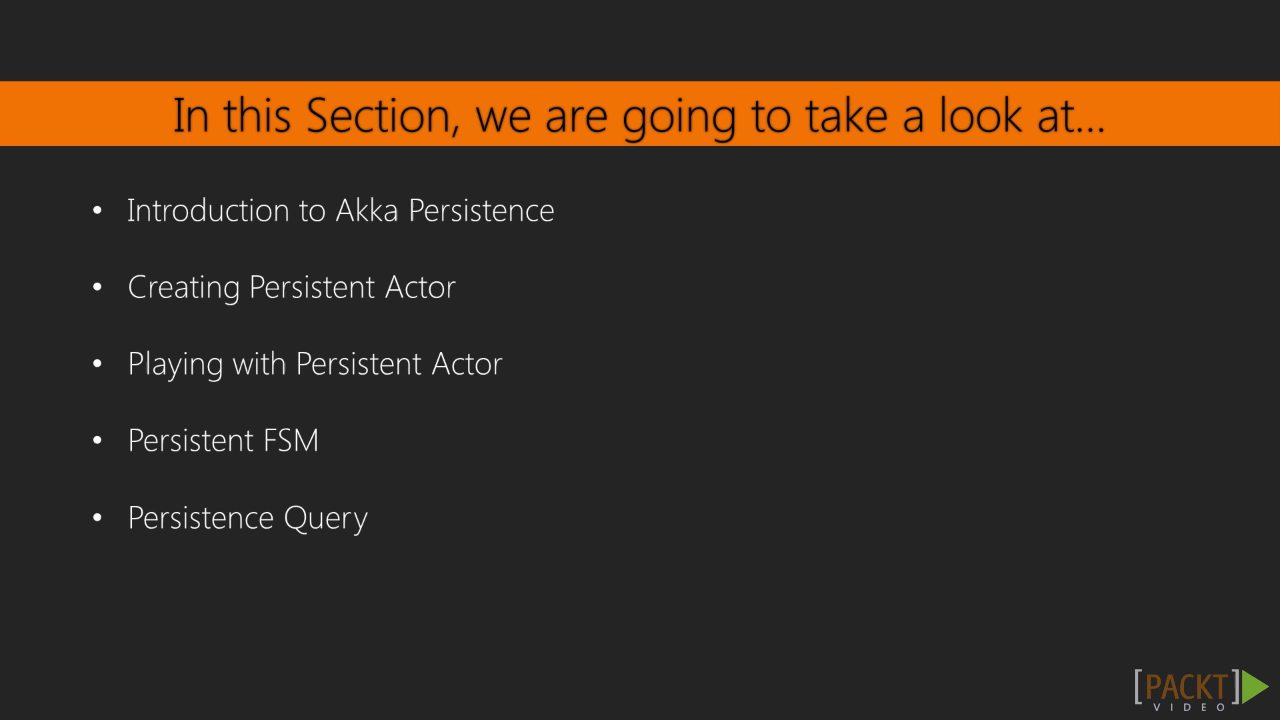 In this Section, we are going to take a look at...
• Introduction to Akka Persistence
• Creating Persistent Actor
• Playing with Persistent Actor
• Persistent FSM
• Persistence Query
[PACKT]
VIDEO